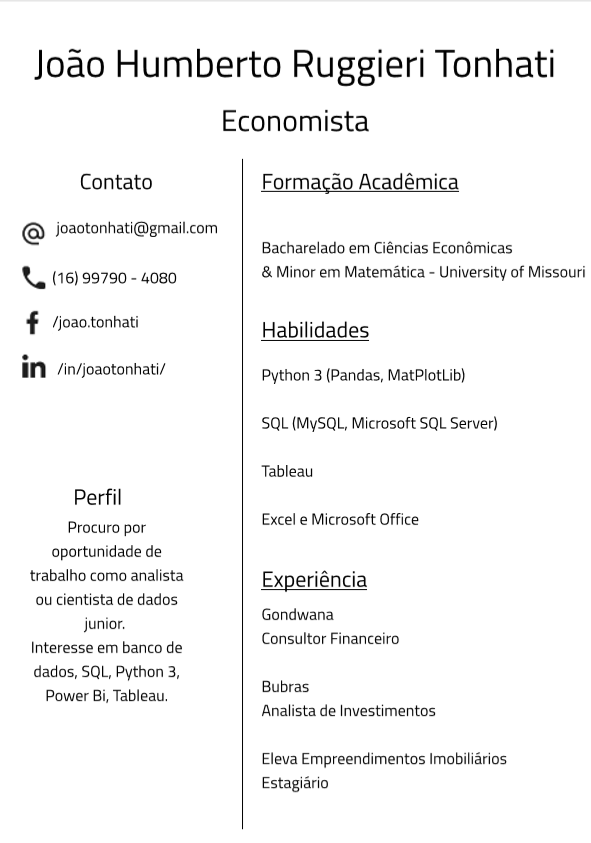 João Humberto Ruggieri Tonhati
Economista
Contato
joaotonhati@gmail.com
(16) 99790 - 4080
/joao.tonhati
/in/joaotonhati/
Perfil
Procuro por
oportunidade de
trabalho como analista
ou cientista de dados
junior.
Interesse em banco de
dados, SQL, Python 3,
Power Bi, Tableau.
Formação Acadêmica
Bacharelado em Ciências Econômicas
& Minor em Matemática - University of Missouri
Habilidades
Python 3 (Pandas, MatPlotLib)
SQL (MySQL, Microsoft SQL Server)
Tableau
Excel e Microsoft Office
Experiência
Gondwana
Consultor Financeiro
Bubras
Analista de Investimentos
Eleva Empreendimentos Imobiliários
Estagiário